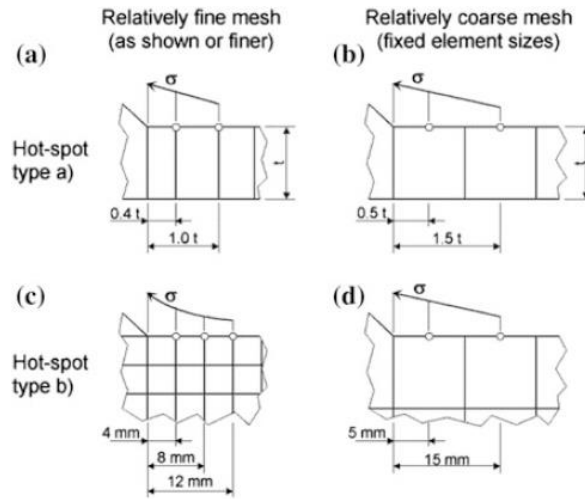 Relatively fine mesh
(as shown or finer)
Relatively coarse mesh
(fixed element sizes)
(a)
(b)
σ
σ
Hot-spot
type a)
t
t
0.4 t
1.0 t
0.5 t
1.5 t
(c)
(d)
σ
σ
Hot-spot
type b)
4 mm
8 mm
12 mm
5 mm
15 mm